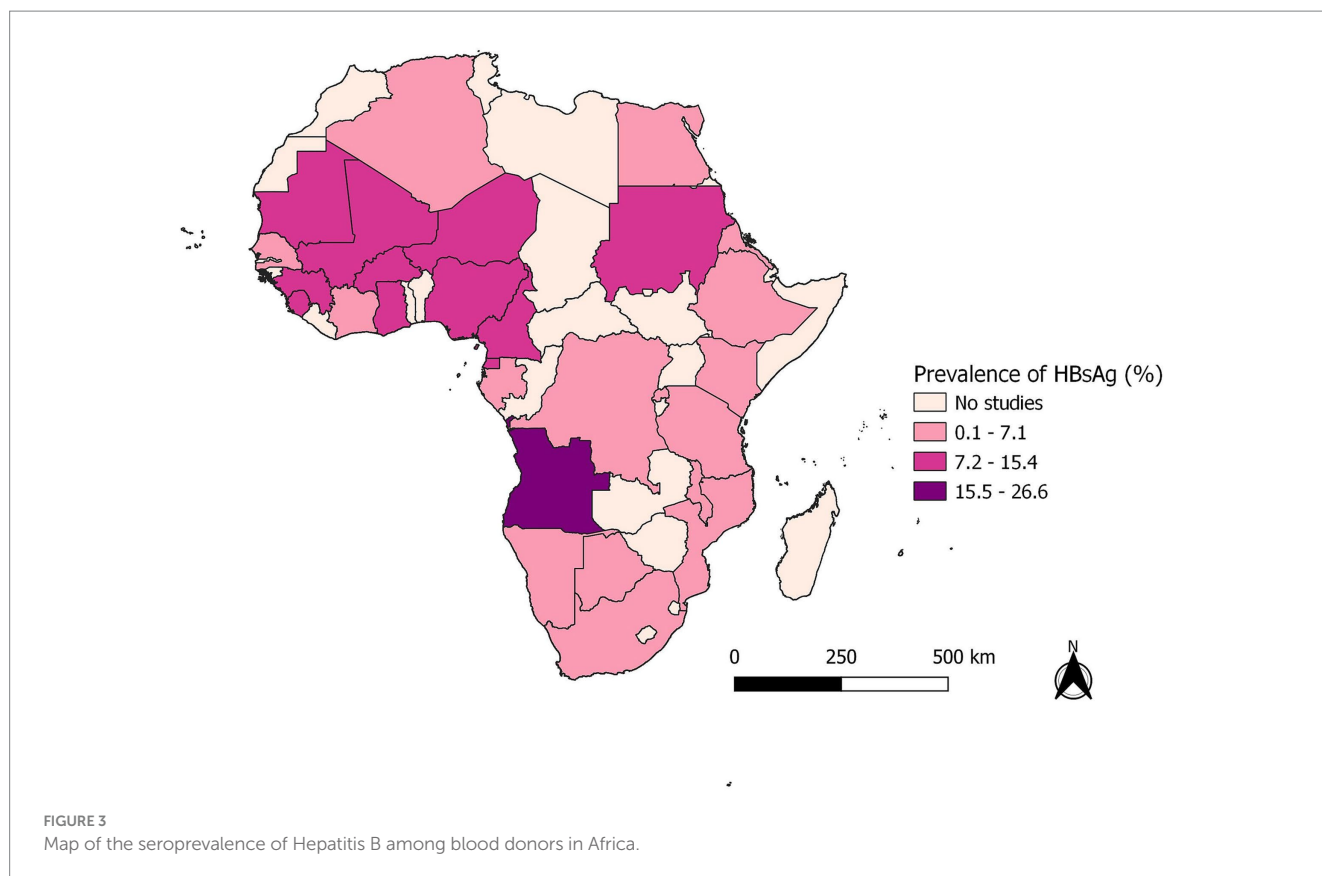 Prevalence of HBsAg (%)
No studies
0.1 - 7.1
7.2 - 15.4
15.5 - 26.6
0 250 500 km
N
FIGURE 3
Map of the seroprevalence of Hepatitis B among blood donors in Africa.